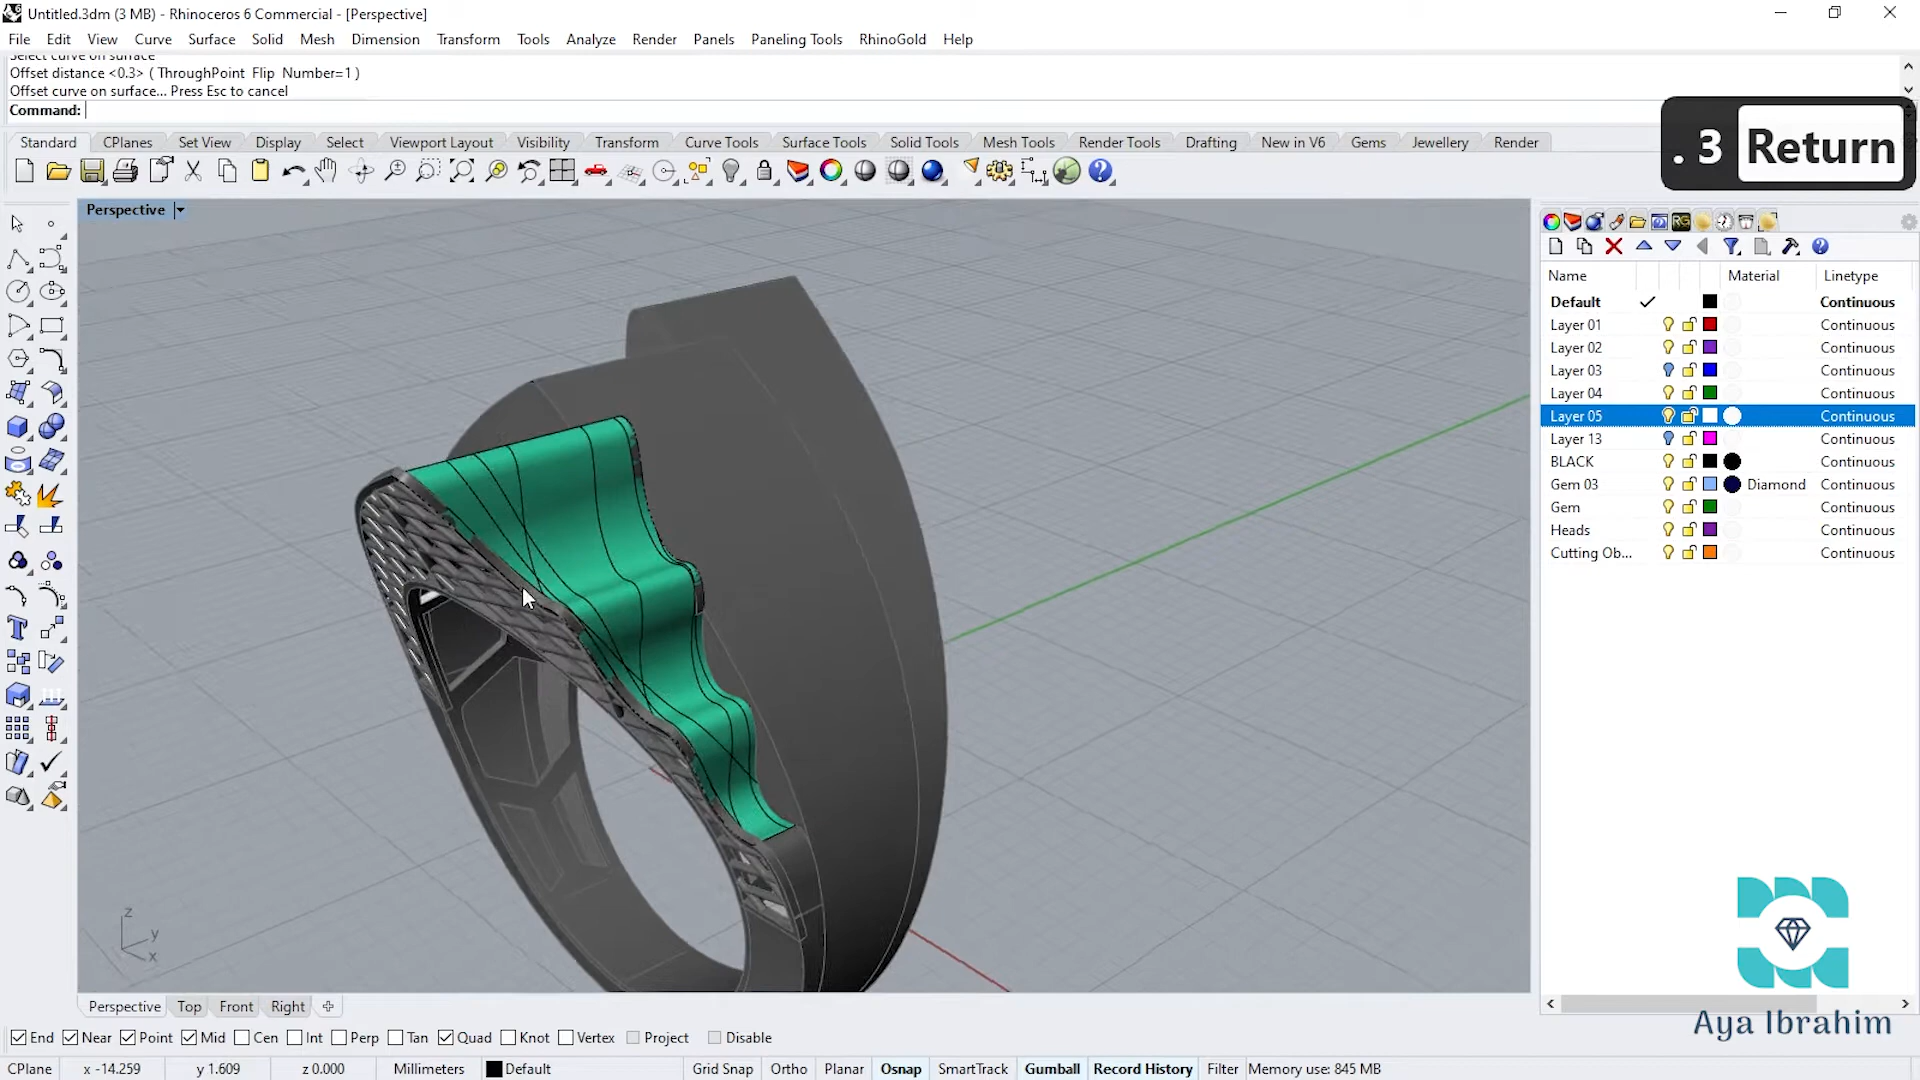 Untitled.3dm (3 MB) - Rhinoceros 6 Commercial - [Perspective]
File Edit View Curve Surface Solid Mesh Dimension Transform Tools Analyze Render Panels Paneling Tools RhinoGold Help
Select curve on surface
Offset distance <0.3> ( ThroughPoint Flip Number=1 )
Offset curve on surface... Press Esc to cancel
Command:
. 3 Return
Standard CPlanes Set View Display Select Viewport Layout Visibility Transform Curve Tools Surface Tools Solid Tools Mesh Tools Render Tools Drafting New in V6 Gems Jewellery Render
Perspective
RG
Name Material Linetype
Default Continuous
Layer 01 Continuous
Layer 02 Continuous
Layer 03 Continuous
Layer 04 Continuous
Layer 05 Continuous
Layer 13 Continuous
BLACK Continuous
Gem 03 Diamond Continuous
Gem Continuous
Heads Continuous
Cutting Ob... Continuous
z
y
x
Aya Ibrahim
Perspective Top Front Right
End Near Point Mid Cen Int Perp Tan Quad Knot Vertex Project Disable
CPlane x -14.259 y 1.609 z 0.000 Millimeters Default Grid Snap Ortho Planar Osnap SmartTrack Gumball Record History Filter Memory use: 845 MB